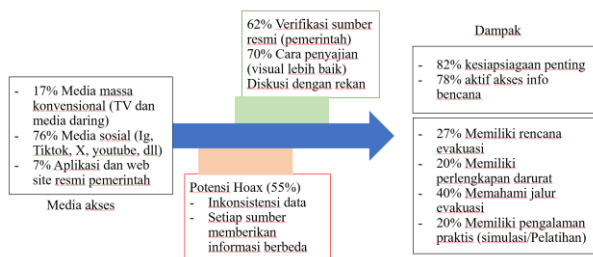 - 17% Media massa
konvensional (TV dan
media daring)
- 76% Media sosial (Ig,
Tiktok, X, youtube, dll)
- 7% Aplikasi dan web
site resmi pemerintah
Media akses
62% Verifikasi sumber
resmi (pemerintah)
70% Cara penyajian
(visual lebih baik)
Diskusi dengan rekan
Potensi Hoax (55%)
- Inkonsistensi data
- Setiap sumber
memberikan
informasi berbeda
Dampak
- 82% kesiapsiagaan penting
- 78% aktif akses info
bencana
- 27% Memiliki rencana
evakuasi
- 20% Memiliki
perlengkapan darurat
- 40% Memahami jalur
evakuasi
- 20% Memiliki pengalaman
praktis (simulasi/Pelatihan)